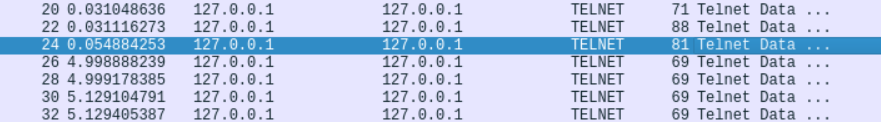 20 0.031048636 127.0.0.1 127.0.0.1 TELNET 71 Telnet Data ...
22 0.031116273 127.0.0.1 127.0.0.1 TELNET 88 Telnet Data ...
24 0.054884253 127.0.0.1 127.0.0.1 TELNET 81 Telnet Data ...
26 4.998888239 127.0.0.1 127.0.0.1 TELNET 69 Telnet Data ...
28 4.999178385 127.0.0.1 127.0.0.1 TELNET 69 Telnet Data ...
30 5.129104791 127.0.0.1 127.0.0.1 TELNET 69 Telnet Data ...
32 5.129405387 127.0.0.1 127.0.0.1 TELNET 69 Telnet Data ...